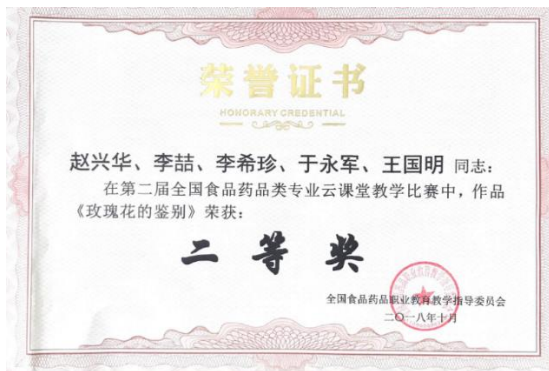 荣誉证书
HONORARY CREDENTIAL
赵兴华、李喆、李希珍、于永军、王国明 同志：
在第二届全国食品药品类专业云课堂教学比赛中，作品
《玫瑰花的鉴别》荣获：
二等奖
全国食品药品职业教育教学指导委员会
二〇一八年十月